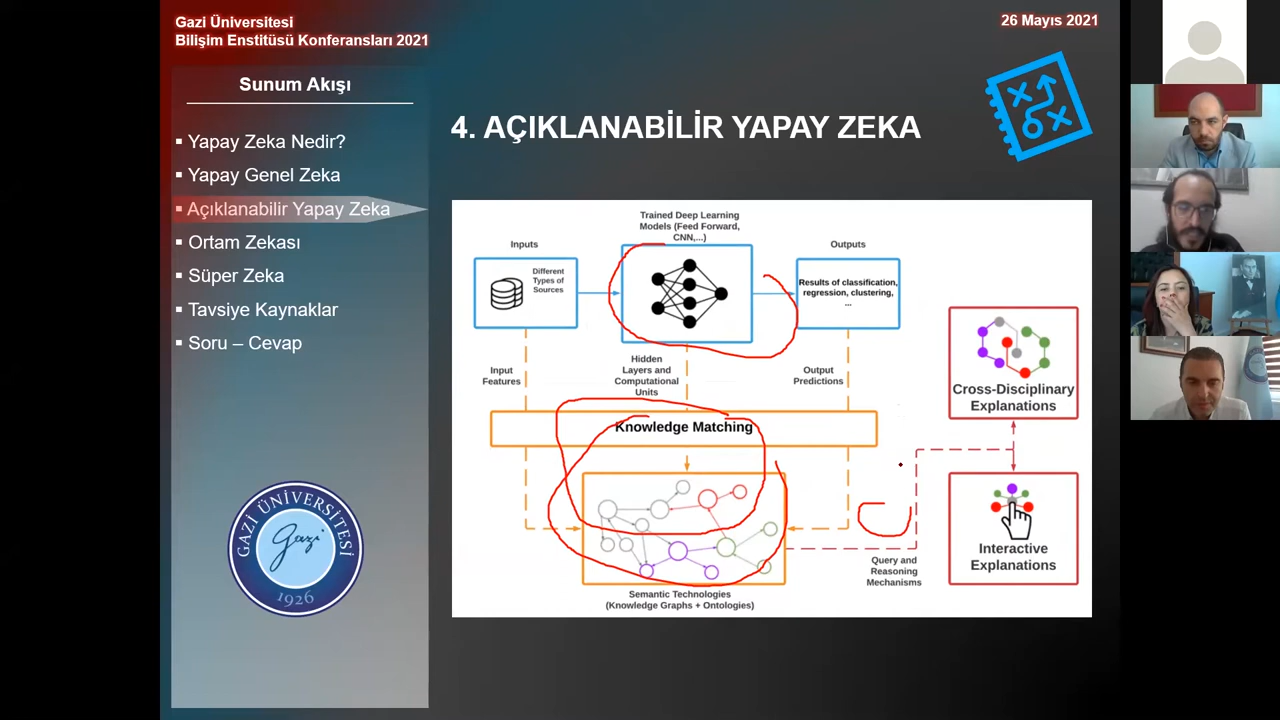 Gazi Üniversitesi
Bilişim Enstitüsü Konferansları 2021
26 Mayıs 2021
Sunum Akışı
Yapay Zeka Nedir?
Yapay Genel Zeka
Açıklanabilir Yapay Zeka
Ortam Zekası
Süper Zeka
Tavsiye Kaynaklar
Soru – Cevap
GAZİ ÜNİVERSİTESİ
Gazi
1926
4. AÇIKLANABİLİR YAPAY ZEKA
Inputs
Different
Types of
Sources
Trained Deep Learning
Models (Feed Forward,
CNN,...)
Outputs
Results of classification,
regression, clustering,
...
Input
Features
Hidden
Layers and
Computational
Units
Output
Predictions
Knowledge Matching
Semantic Technologies
(Knowledge Graphs + Ontologies)
Query and
Reasoning
Mechanisms
Cross-Disciplinary
Explanations
Interactive
Explanations